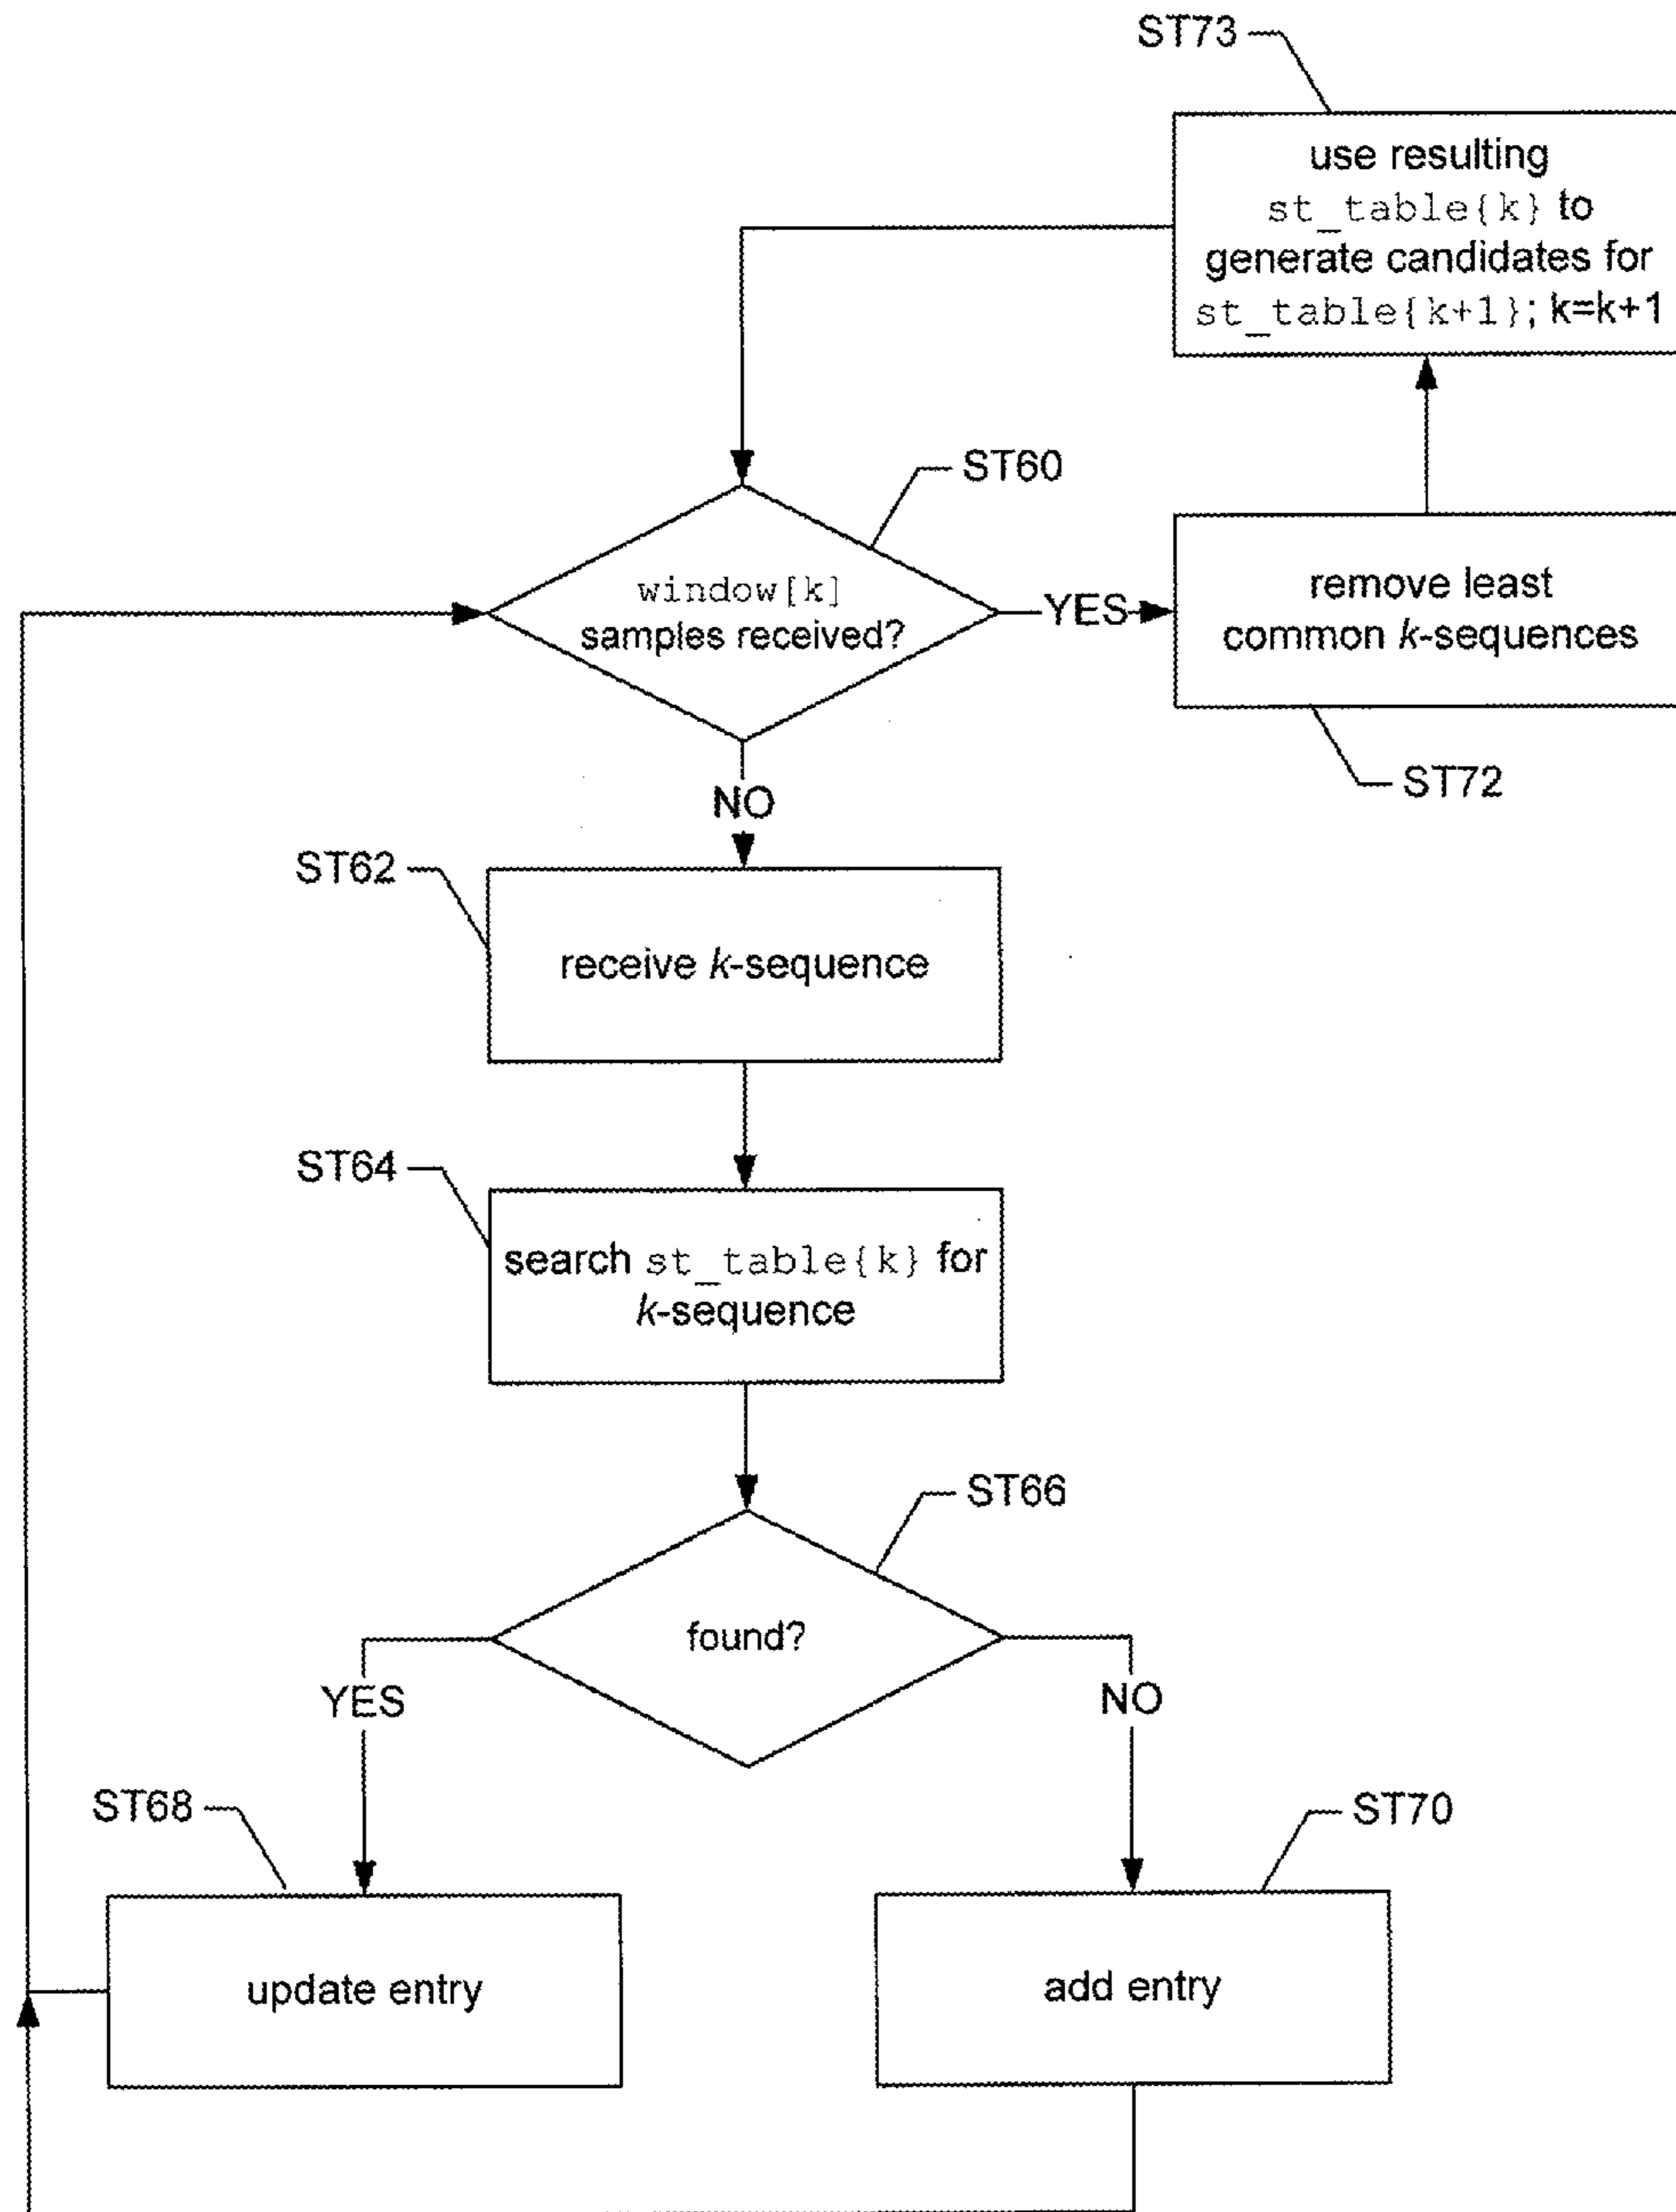 ST73
use resulting
st_table{k} to
generate candidates for
st_table{k+1}; k=k+1
ST60
window[k]
samples received?
YES
remove least
common k-sequences
ST72
NO
ST62
receive k-sequence
ST64
search st_table{k} for
k-sequence
ST66
found?
YES
NO
ST68
ST70
update entry
add entry